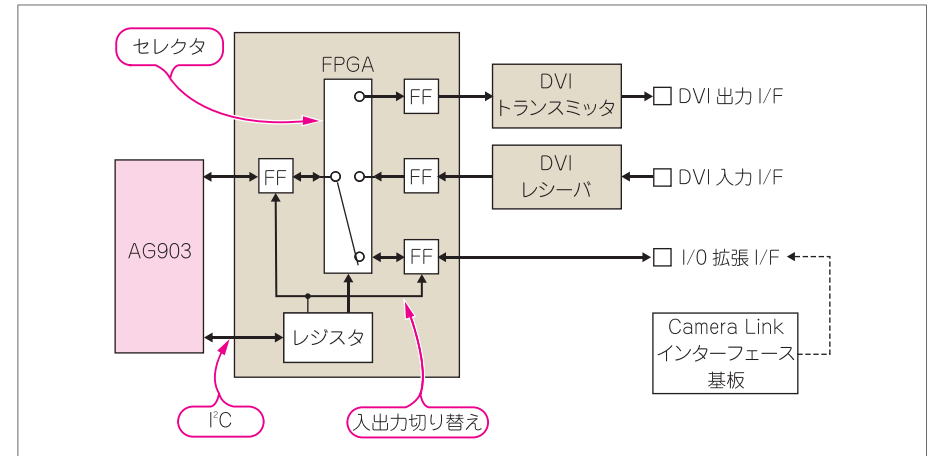 セレクタ
FPGA
DVI
トランスミッタ
DVI 出力 I/F
FF
DVI
レシーバ
DVI 入力 I/F
FF
FF
AG903
FF
I/O 拡張 I/F
レジスタ
Camera Link
インターフェース
基板
I²C
入出力切り替え